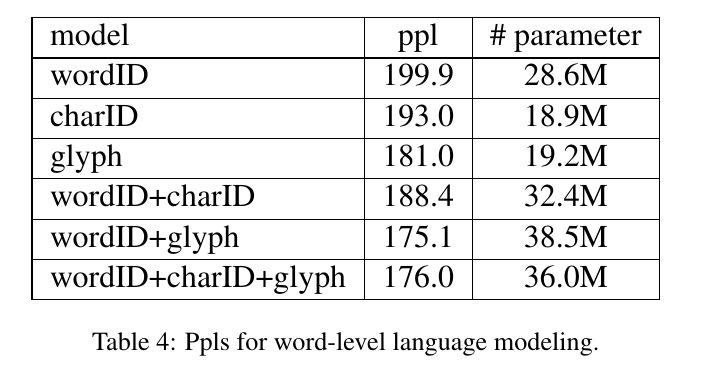 model ppl # parameter
wordID 199.9 28.6M
charID 193.0 18.9M
glyph 181.0 19.2M
wordID+charID 188.4 32.4M
wordID+glyph 175.1 38.5M
wordID+charID+glyph 176.0 36.0M
Table 4: Ppls for word-level language modeling.